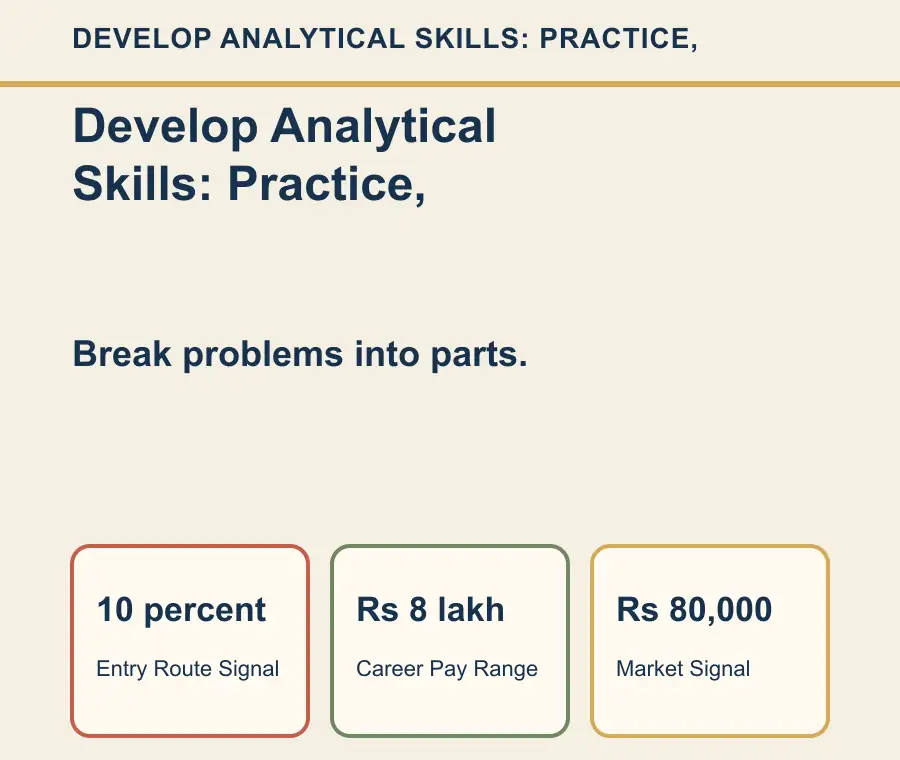 DEVELOP ANALYTICAL SKILLS: PRACTICE,
Develop Analytical
Skills: Practice,
Break problems into parts.
10 percent
Entry Route Signal
Rs 8 lakh
Career Pay Range
Rs 80,000
Market Signal